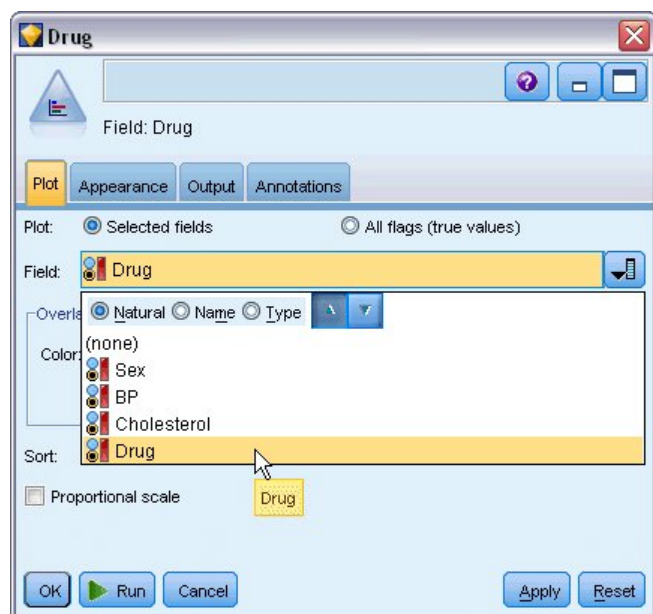 Drug
Field: Drug
Plot Appearance Output Annotations
Plot: Selected fields All flags (true values)
Field: Drug
Natural Name Type
(none)
Color:
Sex
BP
Cholesterol
Drug
Sort:
Proportional scale
Drug
OK Run Cancel Apply Reset